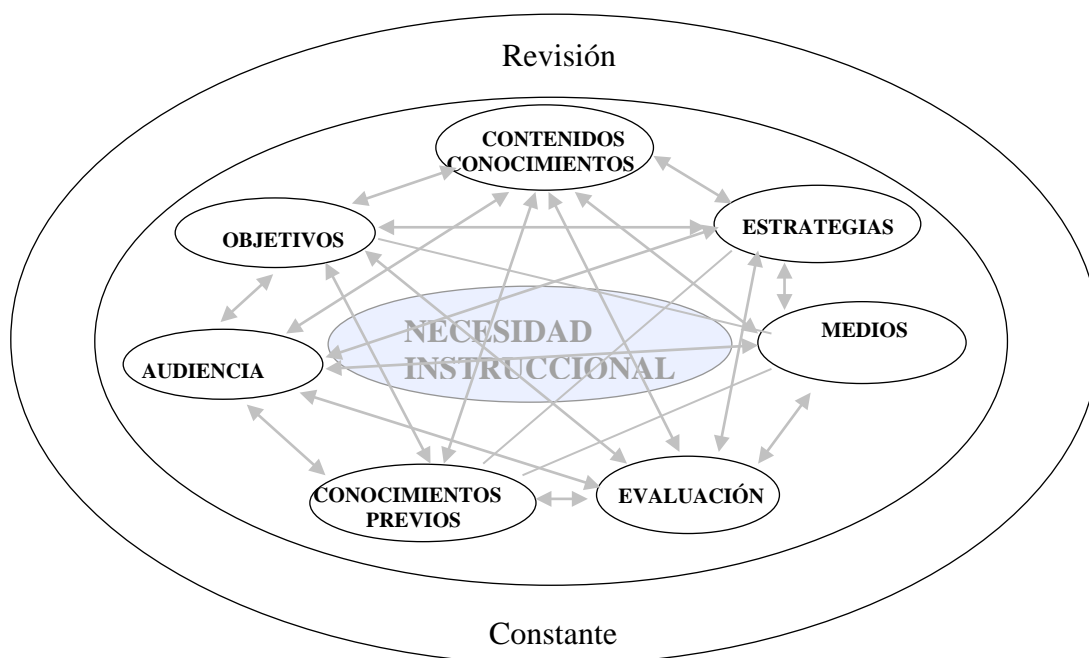 Revisión
CONTENIDOS
CONOCIMIENTOS
OBJETIVOS
ESTRATEGIAS
NECESIDAD
INSTRUCCIONAL
MEDIOS
AUDIENCIA
CONOCIMIENTOS
PREVIOS
EVALUACIÓN
Constante